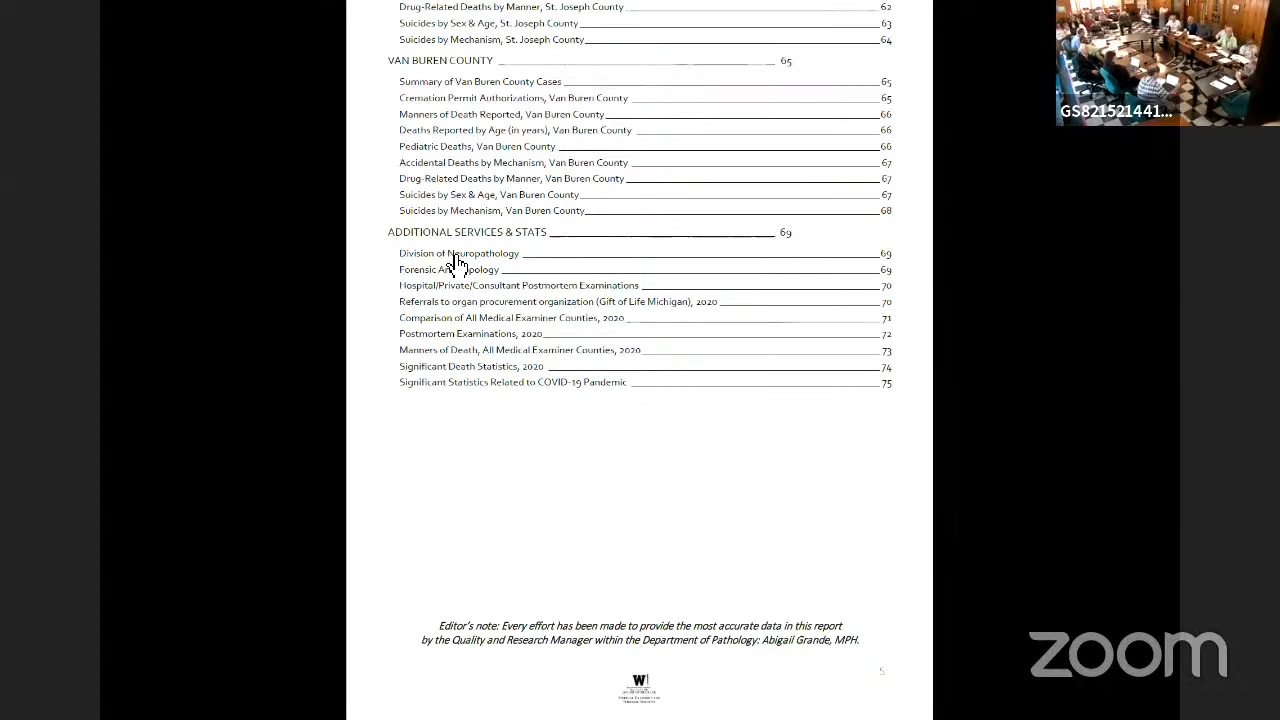 Drug-Related Deaths by Manner, St. Joseph County 62
Suicides by Sex & Age, St. Joseph County 63
Suicides by Mechanism, St. Joseph County 64
VAN BUREN COUNTY 65
Summary of Van Buren County Cases 65
Cremation Permit Authorizations, Van Buren County 65
Manners of Death Reported, Van Buren County 66
Deaths Reported by Age (in years), Van Buren County 66
Pediatric Deaths, Van Buren County 66
Accidental Deaths by Mechanism, Van Buren County 67
Drug-Related Deaths by Manner, Van Buren County 67
Suicides by Sex & Age, Van Buren County 67
Suicides by Mechanism, Van Buren County 68
ADDITIONAL SERVICES & STATS 69
Division of Neuropathology 69
Forensic Anthropology 69
Hospital/Private/Consultant Postmortem Examinations 70
Referrals to organ procurement organization (Gift of Life Michigan), 2020 70
Comparison of All Medical Examiner Counties, 2020 71
Postmortem Examinations, 2020 72
Manners of Death, All Medical Examiner Counties, 2020 73
Significant Death Statistics, 2020 74
Significant Statistics Related to COVID-19 Pandemic 75
Editor's note: Every effort has been made to provide the most accurate data in this report
by the Quality and Research Manager within the Department of Pathology: Abigail Grande, MPH.
5
W
GS821521441...
zoom